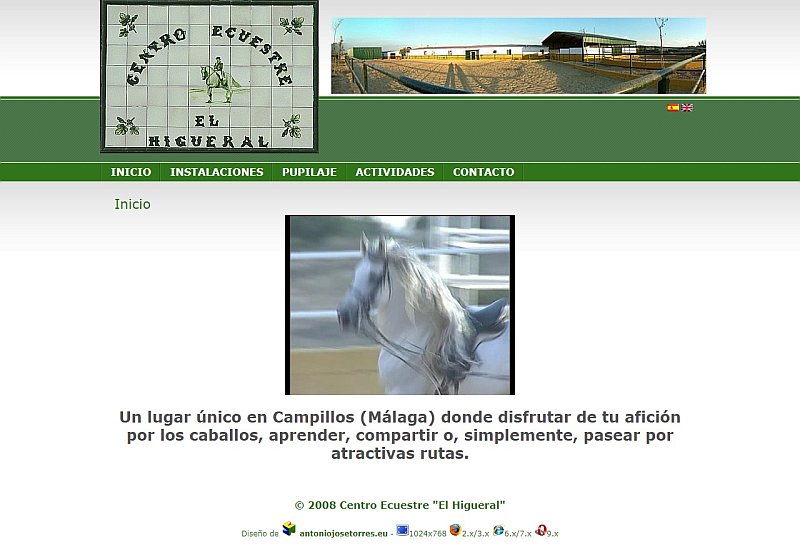 CENTRO ECUESTRE
EL
HIGUERAL
INICIO INSTALACIONES PUPILAJE ACTIVIDADES CONTACTO
Inicio
Un lugar único en Campillos (Málaga) donde disfrutar de tu afición
por los caballos, aprender, compartir o, simplemente, pasear por
atractivas rutas.
© 2008 Centro Ecuestre "El Higueral"
Diseño de antoniojosetorres.eu - 1024x768 2.x/3.x 6.x/7.x 9.x